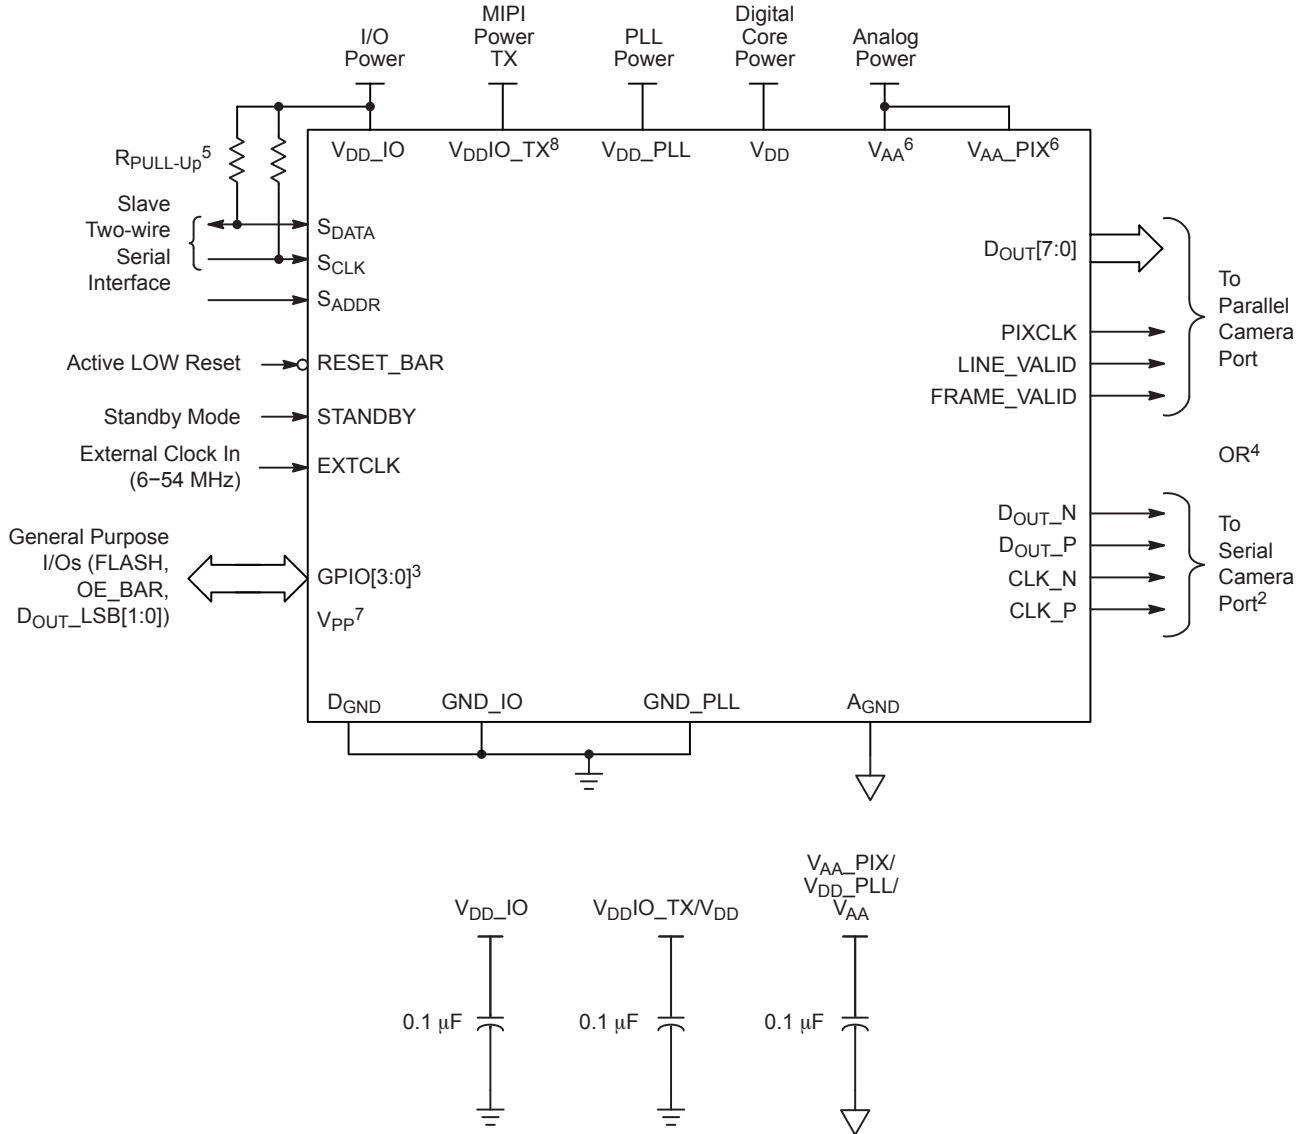 I/O
Power
MIPI
Power
TX
PLL
Power
Digital
Core
Power
Analog
Power
RPULL-Up5
VDD_IO
VDDIO_TX8
VDD_PLL
VDD
VAA6
VAA_PIX6
Slave
Two-wire
Serial
Interface
SDATA
SCLK
SADDR
Active LOW Reset
RESET_BAR
Standby Mode
STANDBY
External Clock In
(6−54 MHz)
EXTCLK
General Purpose
I/Os (FLASH,
OE_BAR,
DOUT_LSB[1:0])
GPIO[3:0]3
VPP7
DOUT[7:0]
PIXCLK
LINE_VALID
FRAME_VALID
To
Parallel
Camera
Port
OR4
DOUT_N
DOUT_P
CLK_N
CLK_P
To
Serial
Camera
Port2
DGND
GND_IO
GND_PLL
AGND
VDD_IO
0.1 μF
VDDIO_TX/VDD
0.1 μF
VAA_PIX/
VDD_PLL/
VAA
0.1 μF